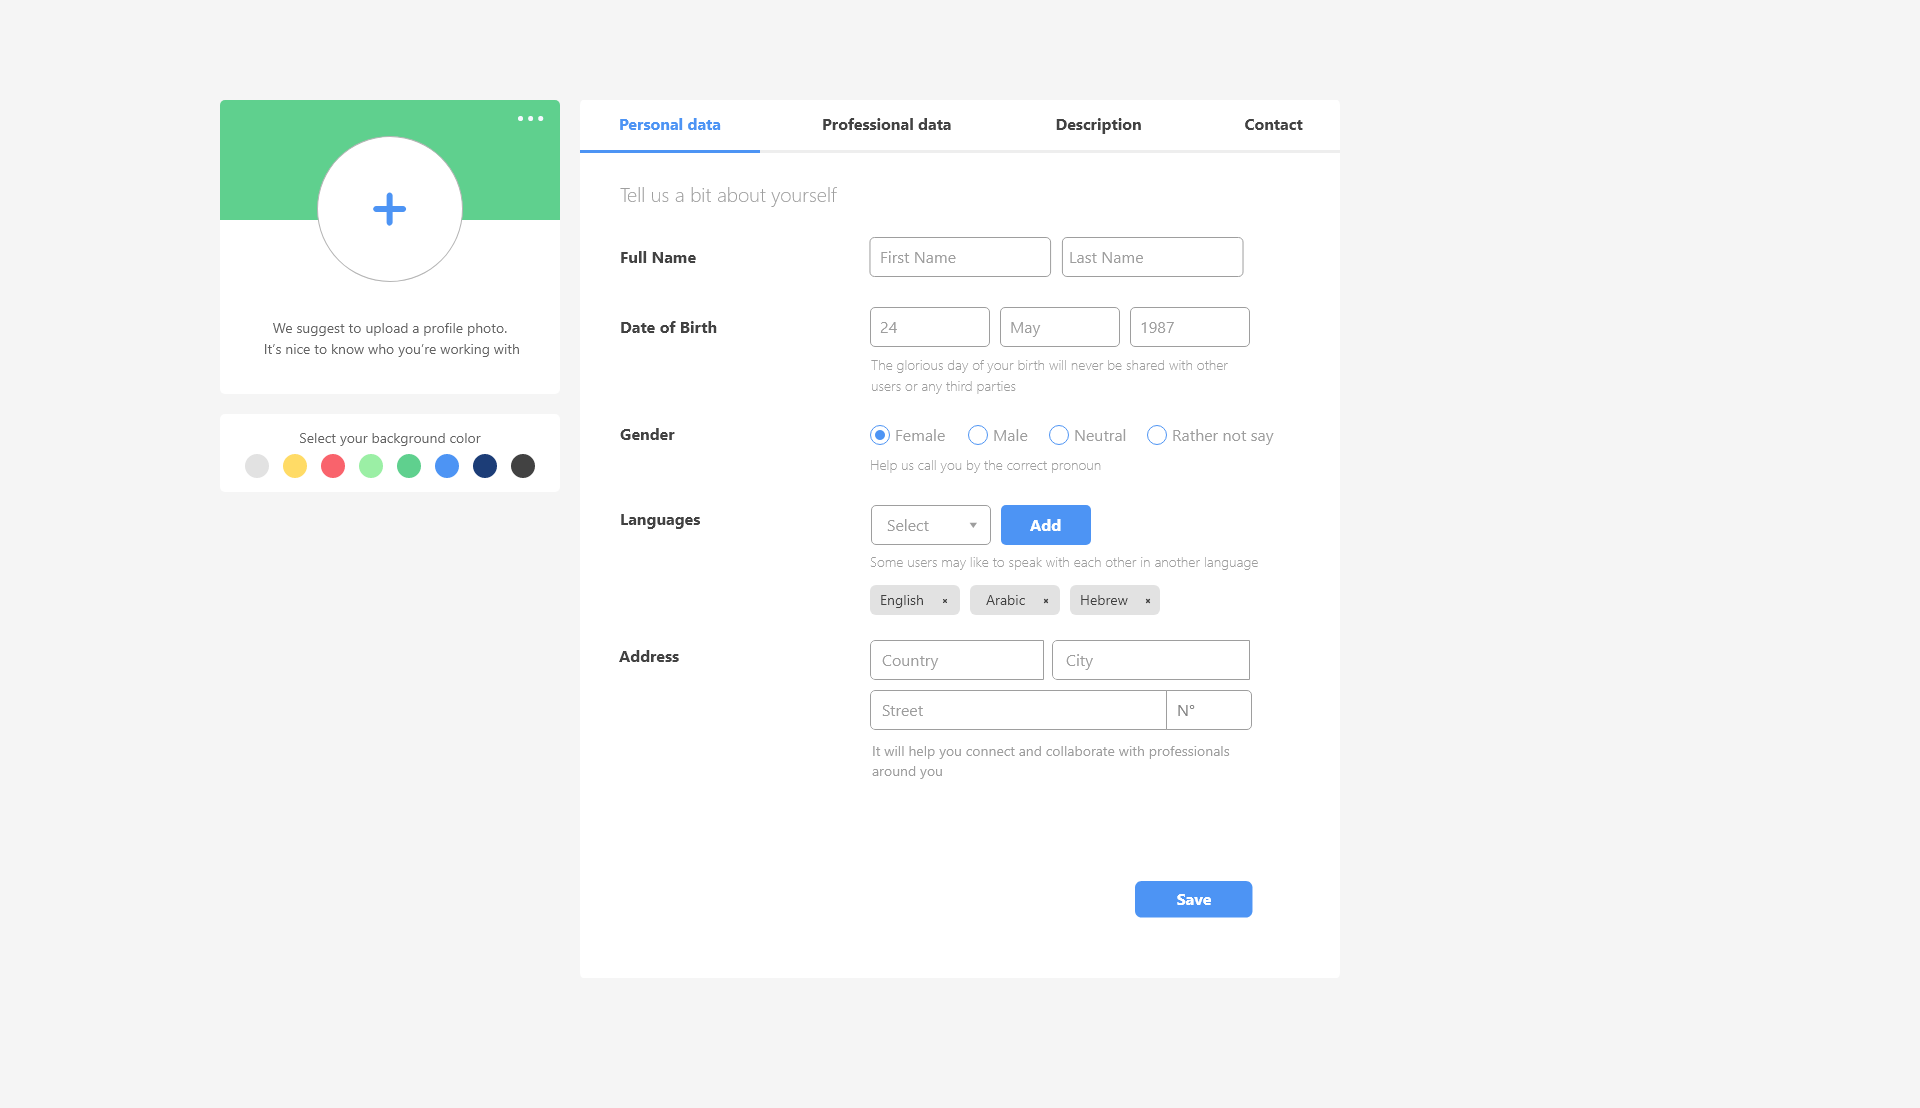 We suggest to upload a profile photo.
It's nice to know who you're working with
Select your background color
Personal data
Professional data
Description
Contact
Tell us a bit about yourself
Full Name
First Name
Last Name
Date of Birth
24
May
1987
The glorious day of your birth will never be shared with other
users or any third parties
Gender
Female
Male
Neutral
Rather not say
Help us call you by the correct pronoun
Languages
Select
Add
Some users may like to speak with each other in another language
English ×
Arabic ×
Hebrew ×
Address
Country
City
Street
N°
It will help you connect and collaborate with professionals
around you
Save